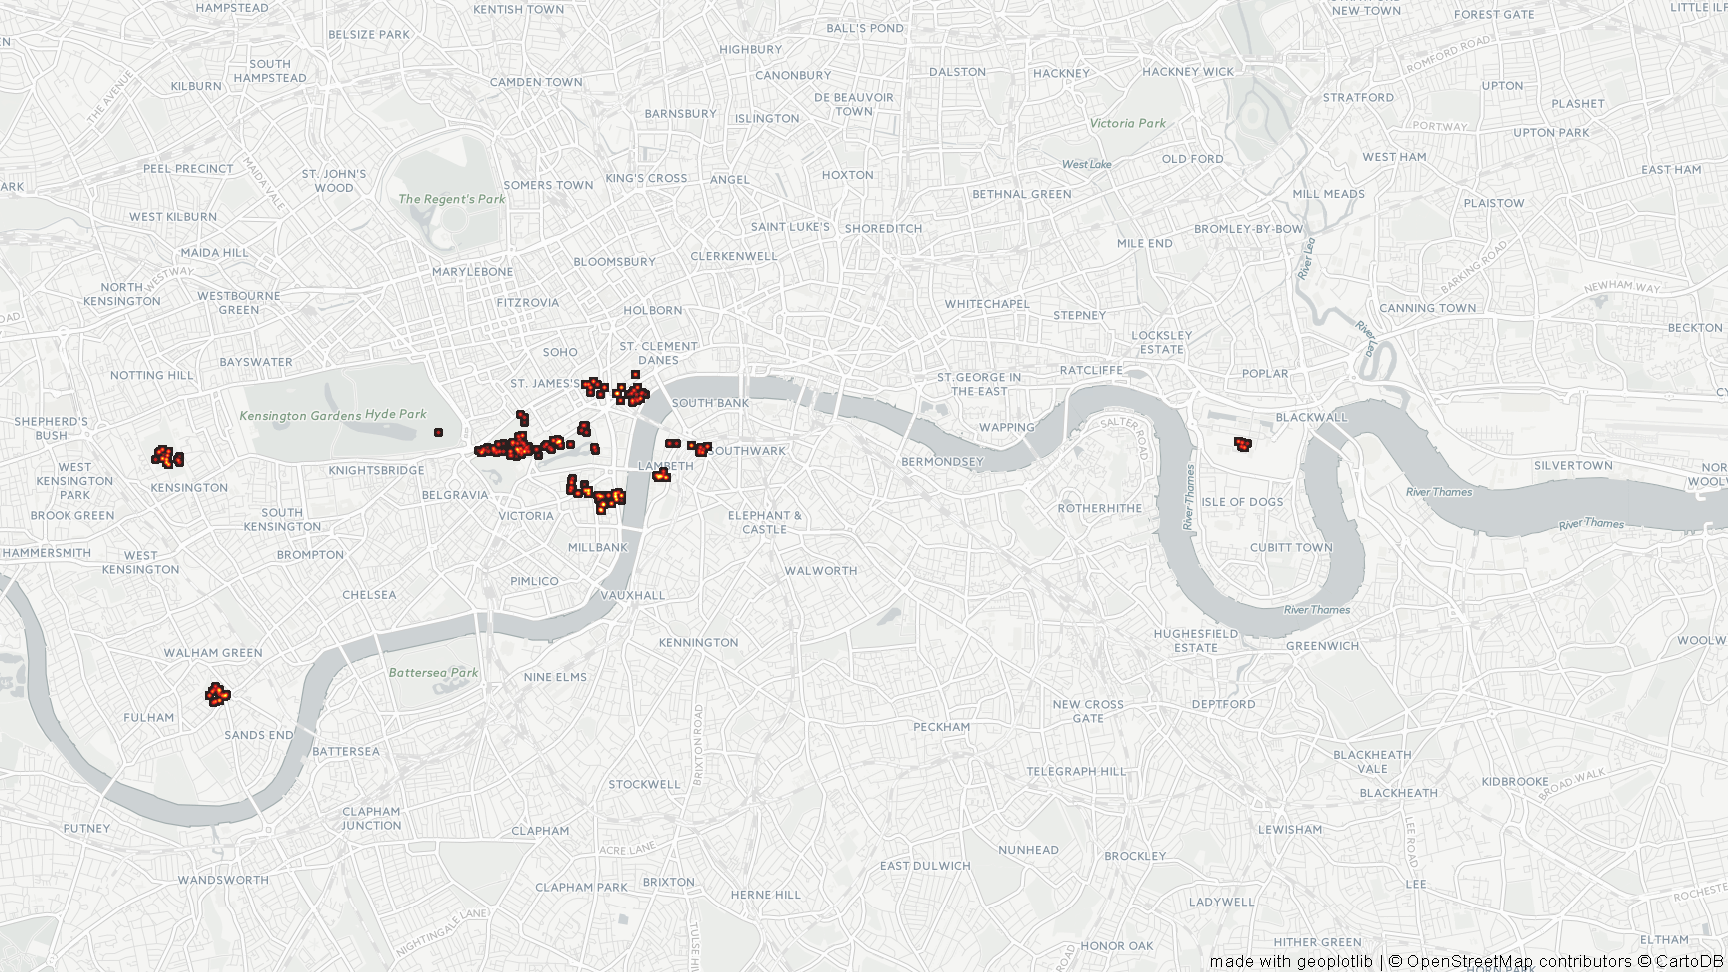 HAMPSTEAD
KENTISH TOWN
NEW TOWN
FOREST GATE
BELSIZE PARK
BALL'S POND
HIGHBURY
ROMFORD ROAD
SOUTH
HAMPSTEAD
CANONBURY
DALSTON
HACKNEY
HACKNEY WICK
THE AVENUE
KILBURN
CAMDEN TOWN
UPTON
DE BEAUVOIR
TOWN
STRATFORD
PLASHET
BARNSBURY
ISLINGTON
Victoria Park
PORTWAY
UPTON PARK
PEEL PRECINCT
MAIDA VALE
ST. JOHN'S
WOOD
SOMERS TOWN
KING'S CROSS
ANGEL
HOXTON
West Lake
OLD FORD
WEST HAM
EAST HAM
ARK
The Regent's Park
BETHNAL GREEN
MILL MEADS
PLAISTOW
WEST KILBURN
SAINT LUKE'S
SHOREDITCH
BROMLEY-BY-BOW
MILE END
MAIDA HILL
BLOOMSBURY
CLERKENWELL
River Lea
BARKING ROAD
WESTWAY
MARYLEBONE
NORTH
KENSINGTON
WESTBOURNE
GREEN
FITZROVIA
HOLBORN
WHITECHAPEL
STEPNEY
CANNING TOWN
NEWHAM WAY
BECKTON
ROAD
LOCKSLEY
ESTATE
River Lea
SOHO
ST. CLEMENT
DANES
BAYSWATER
NOTTING HILL
ST. JAMES'S
ST.GEORGE IN
THE EAST
RATCLIFFE
POPLAR
SHEPHERD'S
BUSH
Kensington Gardens
Hyde Park
SOUTH BANK
WAPPING
SALTER ROAD
BLACKWALL
KNIGHTSBRIDGE
LAMBETH
SOUTHWARK
BERMONDSEY
SILVERTOWN
WEST
KENSINGTON
PARK
KENSINGTON
BELGRAVIA
River Thames
ISLE OF DOGS
River Thames
BROOK GREEN
SOUTH
KENSINGTON
VICTORIA
ELEPHANT &
CASTLE
ROTHERHITHE
River Thames
HAMMERSMITH
WEST
KENSINGTON
BROMPTON
MILLBANK
CUBITT TOWN
PIMLICO
WALWORTH
CHELSEA
VAUXHALL
River Thames
KENNINGTON
HUGHESFIELD
ESTATE
GREENWICH
WOOLW
WALHAM GREEN
Battersea Park
NINE ELMS
FULHAM
SANDS END
BRIXTON ROAD
PECKHAM
NEW CROSS
GATE
DEPTFORD
BATTERSEA
STOCKWELL
TELEGRAPH HILL
BLACKHEATH
VALE
BLACKHEATH
KIDBROOKE
BROAD WALK
CLAPHAM
JUNCTION
CLAPHAM
ACRE LANE
LEWISHAM
LEE ROAD
NUNHEAD
BROCKLEY
WANDSWORTH
EAST DULWICH
CLAPHAM PARK
BRIXTON
HERNE HILL
LEE
LADYWELL
NIGHTINGALE LANE
HONOR OAK
HITHER GREEN
ELTHAM
made with geoplotlib | © OpenStreetMap contributors © CartoDB